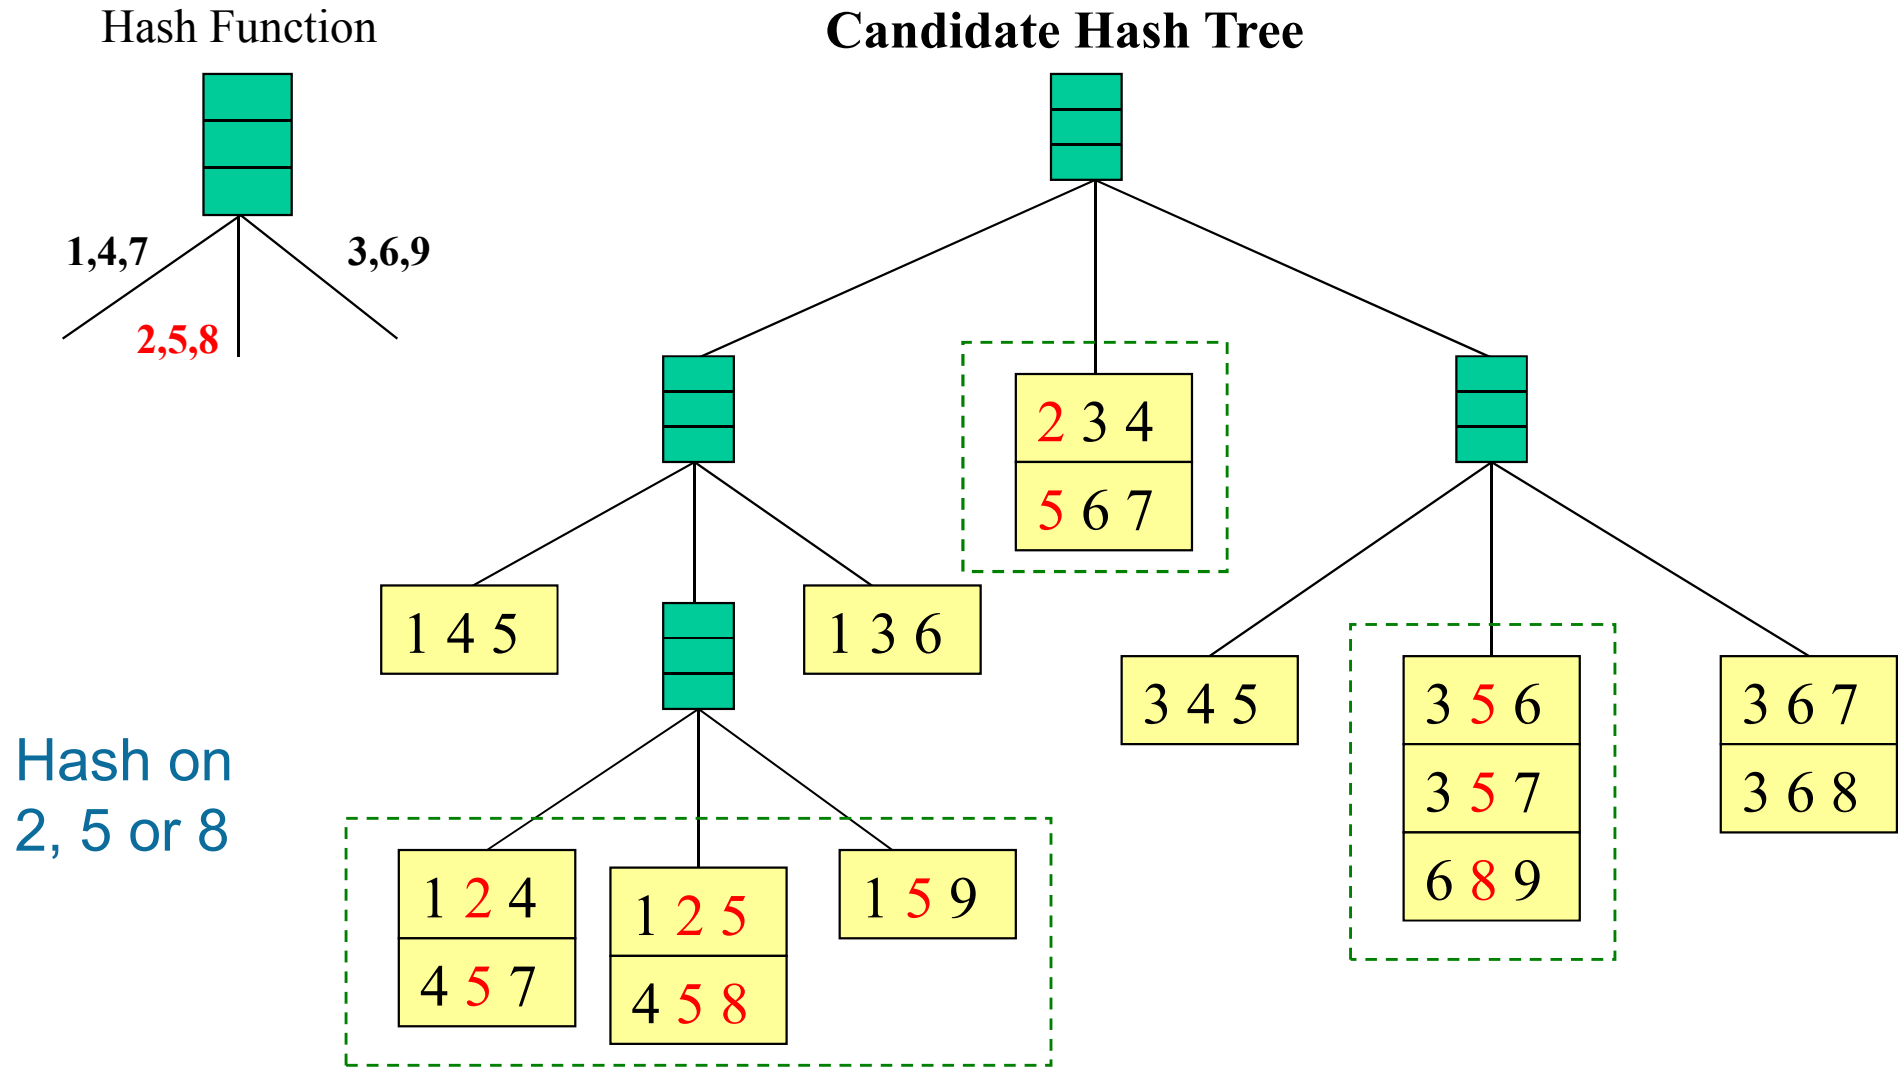 Hash Function
Candidate Hash Tree
1,4,7
3,6,9
2,5,8
2 3 4
5 6 7
1 4 5
1 3 6
3 4 5
3 5 6
3 6 7
3 5 7
3 6 8
6 8 9
Hash on
2, 5 or 8
1 2 4
1 2 5
1 5 9
4 5 7
4 5 8